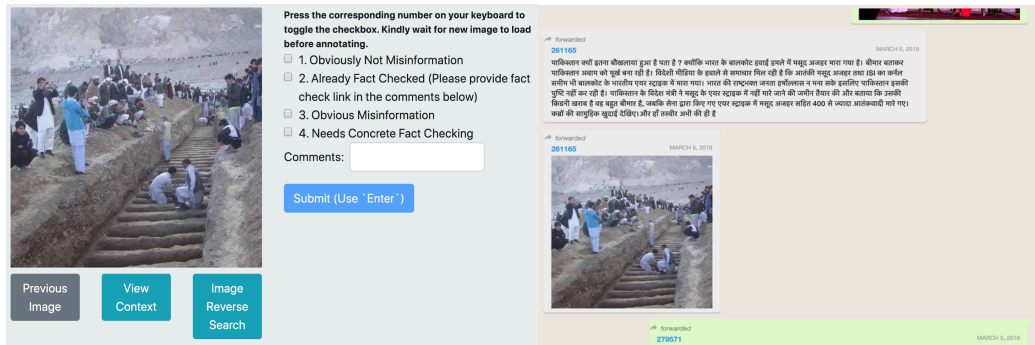 Press the corresponding number on your keyboard to
toggle the checkbox. Kindly wait for new image to load
before annotating.
1. Obviously Not Misinformation
2. Already Fact Checked (Please provide fact
check link in the comments below)
3. Obvious Misinformation
4. Needs Concrete Fact Checking
Comments:
Submit (Use `Enter`)
Previous
Image
View
Context
Image
Reverse
Search
forwarded
261165
MARCH 5, 2019
पाकिस्तान क्यों इतना बौखलाया हुआ है पता है ? क्योंकि भारत के बालकोट हवाई हमले में मसूद अजहर मारा गया है। बीमार बताकर
पाकिस्तान अवाम को मूर्ख बना रही है। विदेशी मीडिया के हवाले से समाचार मिल रही है कि आतंकी मसूद अजहर तथा ISI का कर्नल
सलीम भी बालकोट के भारतीय एयर स्ट्राइक में मारा गया। भारत की राष्ट्रभक्त जनता हर्षोल्लास न मना सके इसलिए पाकिस्तान इसकी
पुष्टि नहीं कर रही है। पाकिस्तान के विदेश मंत्री ने मसूद के एयर स्ट्राइक में नहीं मारे जाने की जमीन तैयार की और बताया कि उसकी
किडनी खराब है वह बहुत बीमार है, जबकि सेना द्वारा किए गए एयर स्ट्राइक में मसूद अजहर सहित 400 से ज्यादा आतंकवादी मारे गए।
कब्रों की सामुहिक खुदाई देखिए।और हाँ तस्वीर अभी की ही है
forwarded
261165
MARCH 5, 2019
forwarded
279571
MARCH 5, 2019